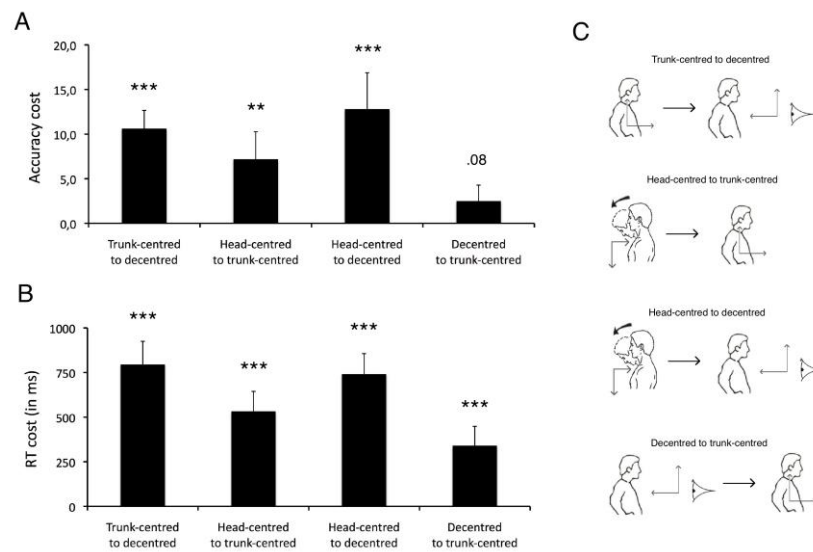 A
20,0
15,0
10,0
5,0
0,0
Accuracy cost
***
**
***
.08
Trunk-centred
to decentred
Head-centred
to trunk-centred
Head-centred
to decentred
Decentred
to trunk-centred
B
1000
750
500
250
0
RT cost (in ms)
***
***
***
***
Trunk-centred
to decentred
Head-centred
to trunk-centred
Head-centred
to decentred
Decentred
to trunk-centred
C
Trunk-centred to decentred
Head-centred to trunk-centred
Head-centred to decentred
Decentred to trunk-centred